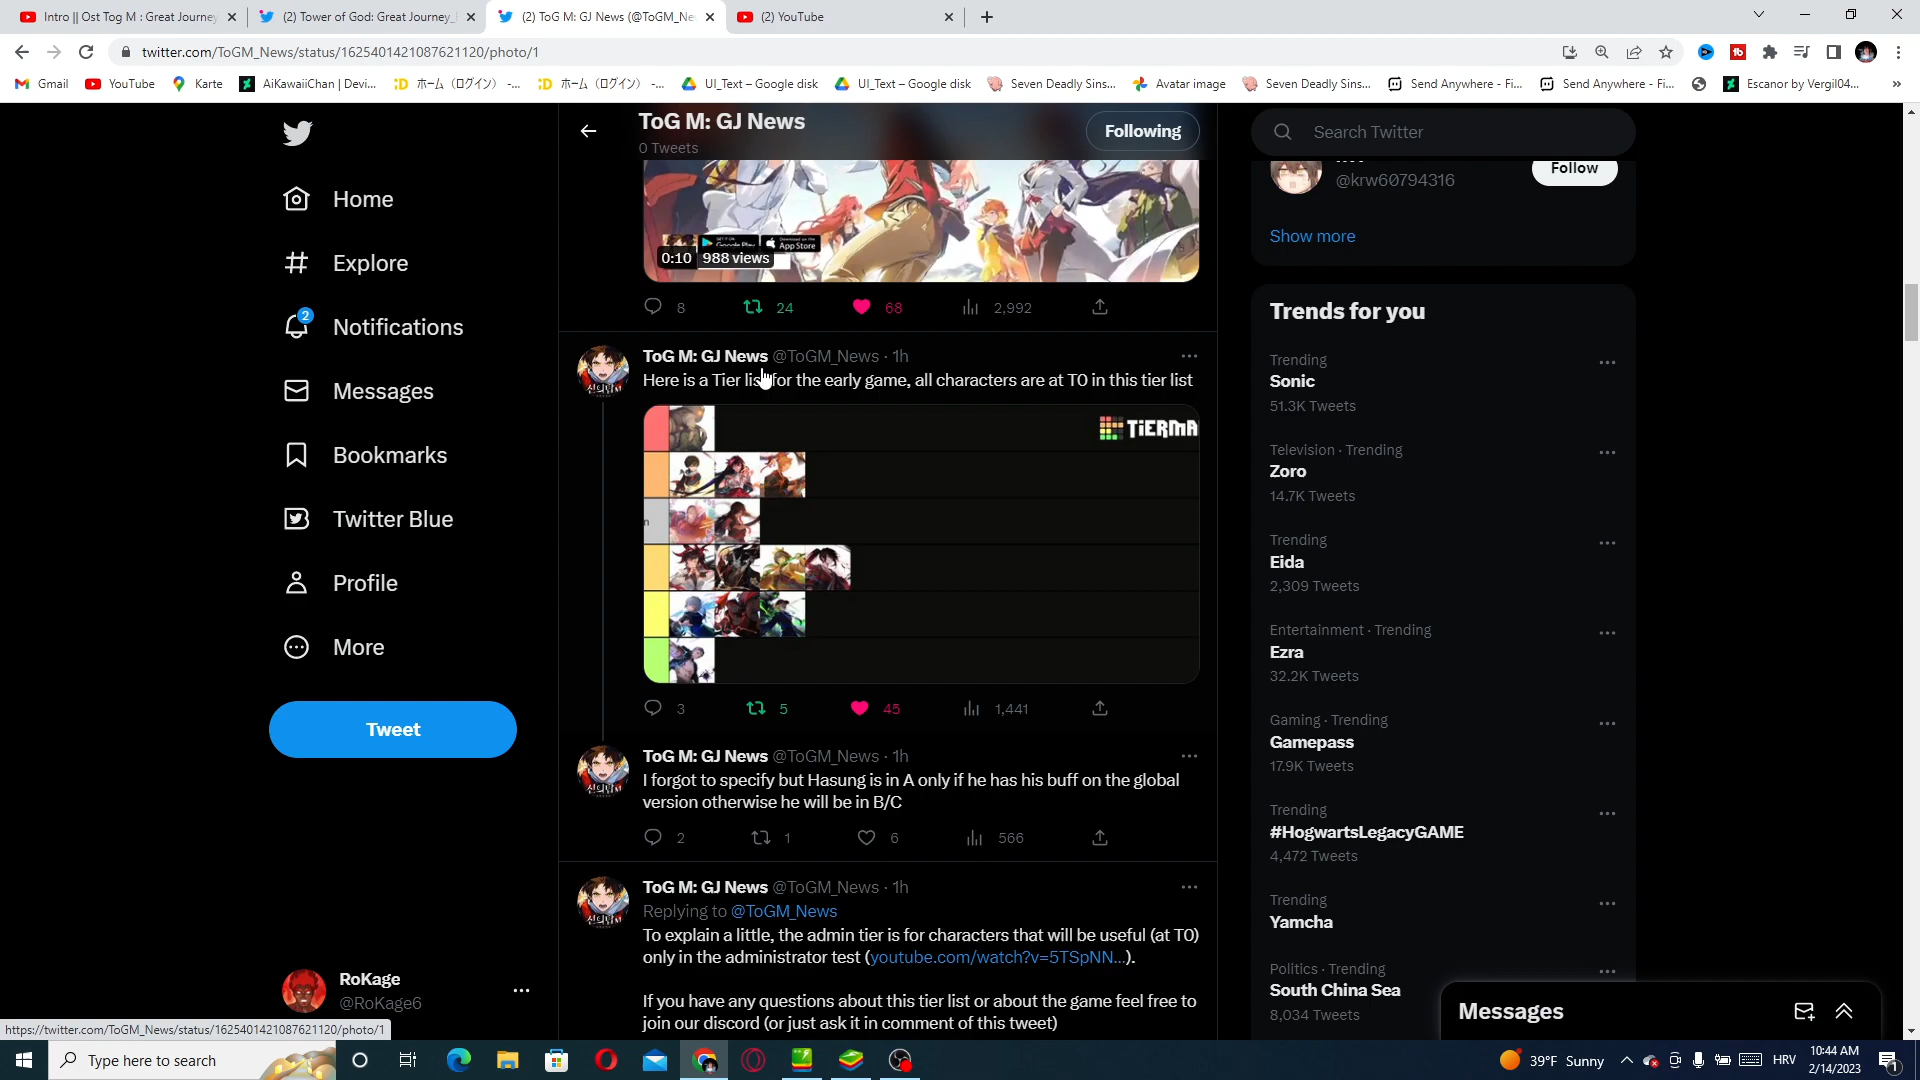 Intro || Ost Tog M : Great Journey
(2) Tower of God: Great Journey_
(2) ToG M: GJ News (@ToGM_Ne
(2) YouTube
twitter.com/ToGM_News/status/1625401421087621120/photo/1
Gmail
YouTube
Karte
AiKawaiiChan | Devi...
ホーム（ログイン） -...
ホーム（ログイン） -...
UI_Text – Google disk
UI_Text – Google disk
Seven Deadly Sins...
Avatar image
Seven Deadly Sins...
Send Anywhere - Fi...
Send Anywhere - Fi...
Escanor by Vergil04...
»
Home
Explore
2
Notifications
Messages
Bookmarks
Twitter Blue
Profile
More
Tweet
RoKage
@RoKage6
ToG M: GJ News
0 Tweets
Following
GET IT ON
Google Play
Download on the
App Store
0:10 988 views
8 24 68 2,992
ToG M: GJ News @ToGM_News · 1h
Here is a Tier list for the early game, all characters are at T0 in this tier list
TiERMA
n
3 5 45 1,441
ToG M: GJ News @ToGM_News · 1h
I forgot to specify but Hasung is in A only if he has his buff on the global
version otherwise he will be in B/C
2 1 6 566
ToG M: GJ News @ToGM_News · 1h
Replying to @ToGM_News
To explain a little, the admin tier is for characters that will be useful (at T0)
only in the administrator test (youtube.com/watch?v=5TSpNN...).
If you have any questions about this tier list or about the game feel free to
join our discord (or just ask it in comment of this tweet)
Search Twitter
@krw60794316
Follow
Show more
Trends for you
Trending
Sonic
51.3K Tweets
Television · Trending
Zoro
14.7K Tweets
Trending
Eida
2,309 Tweets
Entertainment · Trending
Ezra
32.2K Tweets
Gaming · Trending
Gamepass
17.9K Tweets
Trending
#HogwartsLegacyGAME
4,472 Tweets
Trending
Yamcha
Politics · Trending
South China Sea
8,034 Tweets
Messages
https://twitter.com/ToGM_News/status/1625401421087621120/photo/1
Type here to search
39°F Sunny
HRV
10:44 AM
2/14/2023
1